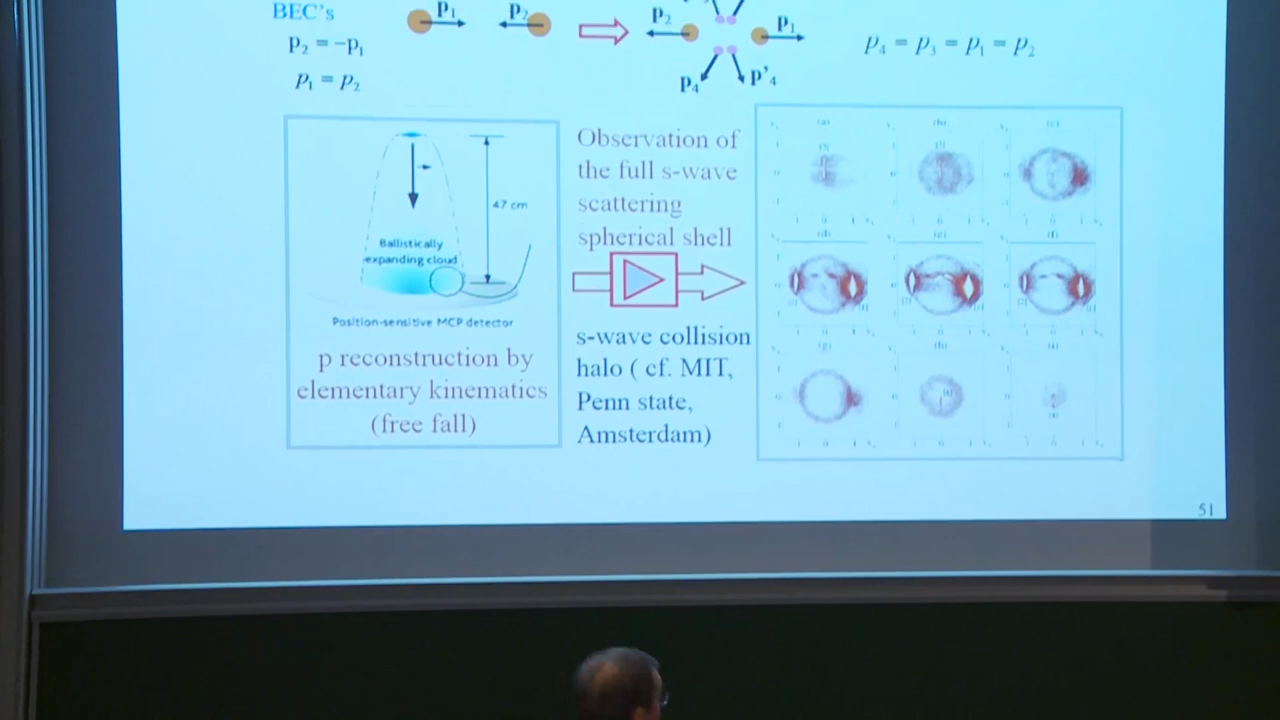 BEC's
p₁
p₂
p₂
p₁
p₂ = -p₁
p₄ = p₃ = p₁ = p₂
p₁ = p₂
p₄
p'₄
Observation of
the full s-wave
scattering
spherical shell
47 cm
Ballistically
expanding cloud
Position-sensitive MCP detector
p reconstruction by
elementary kinematics
(free fall)
s-wave collision
halo ( cf. MIT,
Penn state,
Amsterdam)
(a)
(b)
(c)
(d)
(e)
(f)
(g)
(h)
(i)
51